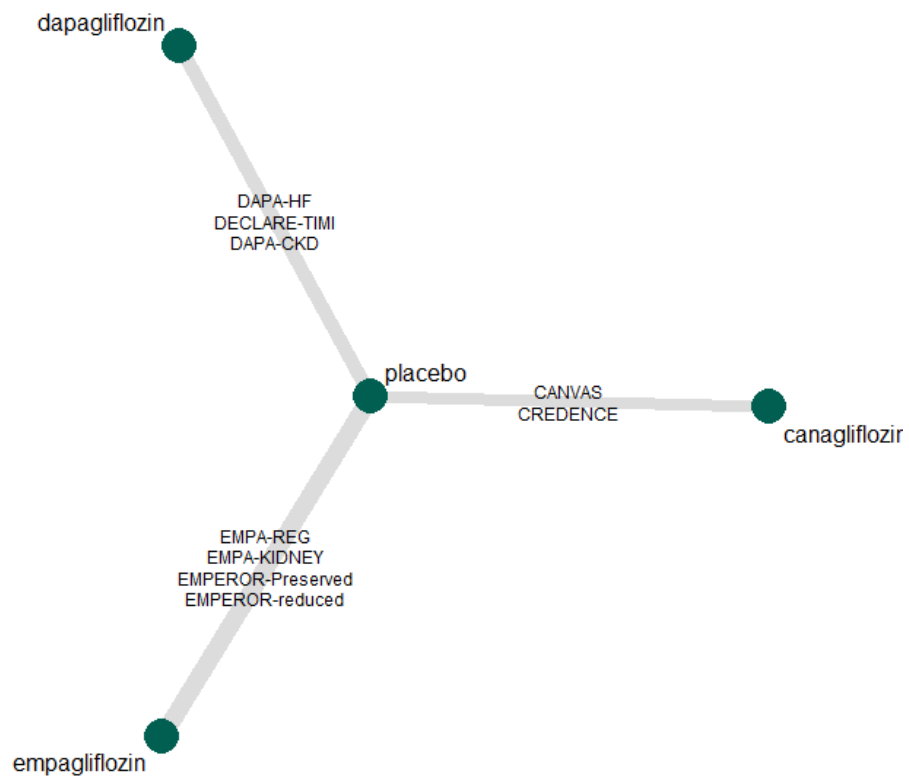 dapagliflozin
DAPA-HF
DECLARE-TIMI
DAPA-CKD
placebo
CANVAS
CREDENCE
canagliflozin
EMPA-REG
EMPA-KIDNEY
EMPEROR-Preserved
EMPEROR-reduced
empagliflozin